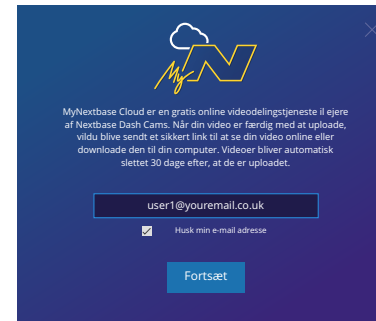 My N
MyNextbase Cloud er en gratis online videodelingstjeneste il ejere
af Nextbase Dash Cams. Når din video er færdig med at uploade,
vildu blive sendt et sikkert link til at se din video online eller
downloade den til din computer. Videoer bliver automatisk
slettet 30 dage efter, at de er uploadet.
user1@youremail.co.uk
Husk min e-mail adresse
Fortsæt